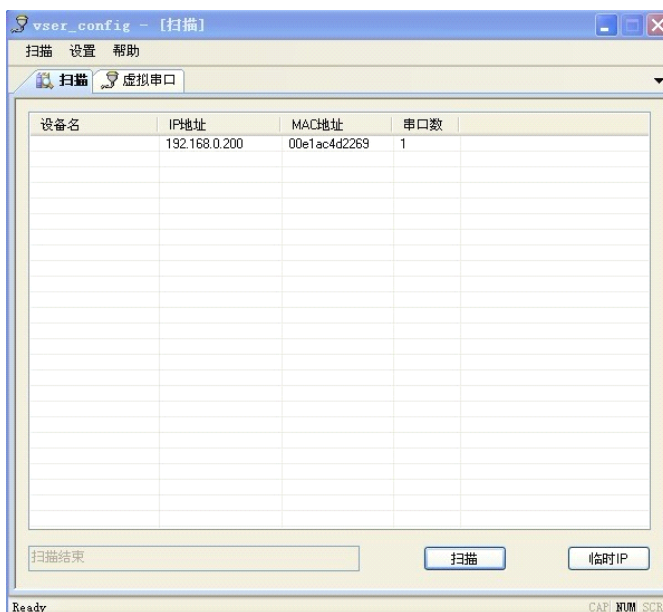 vser_config - [扫描]
扫描 设置 帮助
扫描 虚拟串口
设备名 IP地址 MAC地址 串口数
192.168.0.200 00e1ac4d2269 1
扫描结束
扫描 临时IP
Ready CAP NUM SCR